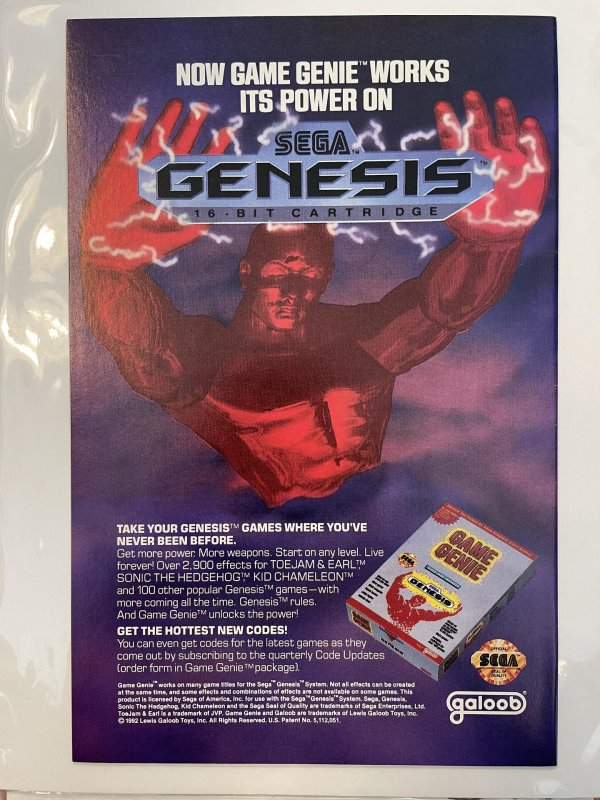 NOW GAME GENIE™ WORKS
ITS POWER ON
SEGA™
GENESIS™
16-BIT CARTRIDGE
TAKE YOUR GENESIS™ GAMES WHERE YOU'VE
NEVER BEEN BEFORE.
Get more power. More weapons. Start on any level. Live
forever! Over 2,900 effects for TOEJAM & EARL,™
SONIC THE HEDGEHOG,™ KID CHAMELEON™
and 100 other popular Genesis™ games—with
more coming all the time. Genesis™ rules.
And Game Genie™ unlocks the power!
GET THE HOTTEST NEW CODES!
You can even get codes for the latest games as they
come out by subscribing to the quarterly Code Updates
(order form in Game Genie™ package).
GAME
GENIE
GENESIS
OFFICIAL
SEGA
SEAL OF
QUALITY
galoob®
Game Genie™ works on many game titles for the Sega™ Genesis™ System. Not all effects can be created
at the same time, and some effects and combinations of effects are not available on some games. This
product is licensed by Sega of America, Inc. for use with the Sega™ Genesis™ System. Sega, Genesis,
Sonic The Hedgehog, Kid Chameleon and the Sega Seal of Quality are trademarks of Sega Enterprises, Ltd.
ToeJam & Earl is a trademark of JVP. Game Genie and Galoob are trademarks of Lewis Galoob Toys, Inc.
© 1992 Lewis Galoob Toys, Inc. All Rights Reserved. U.S. Patent No. 5,112,051.